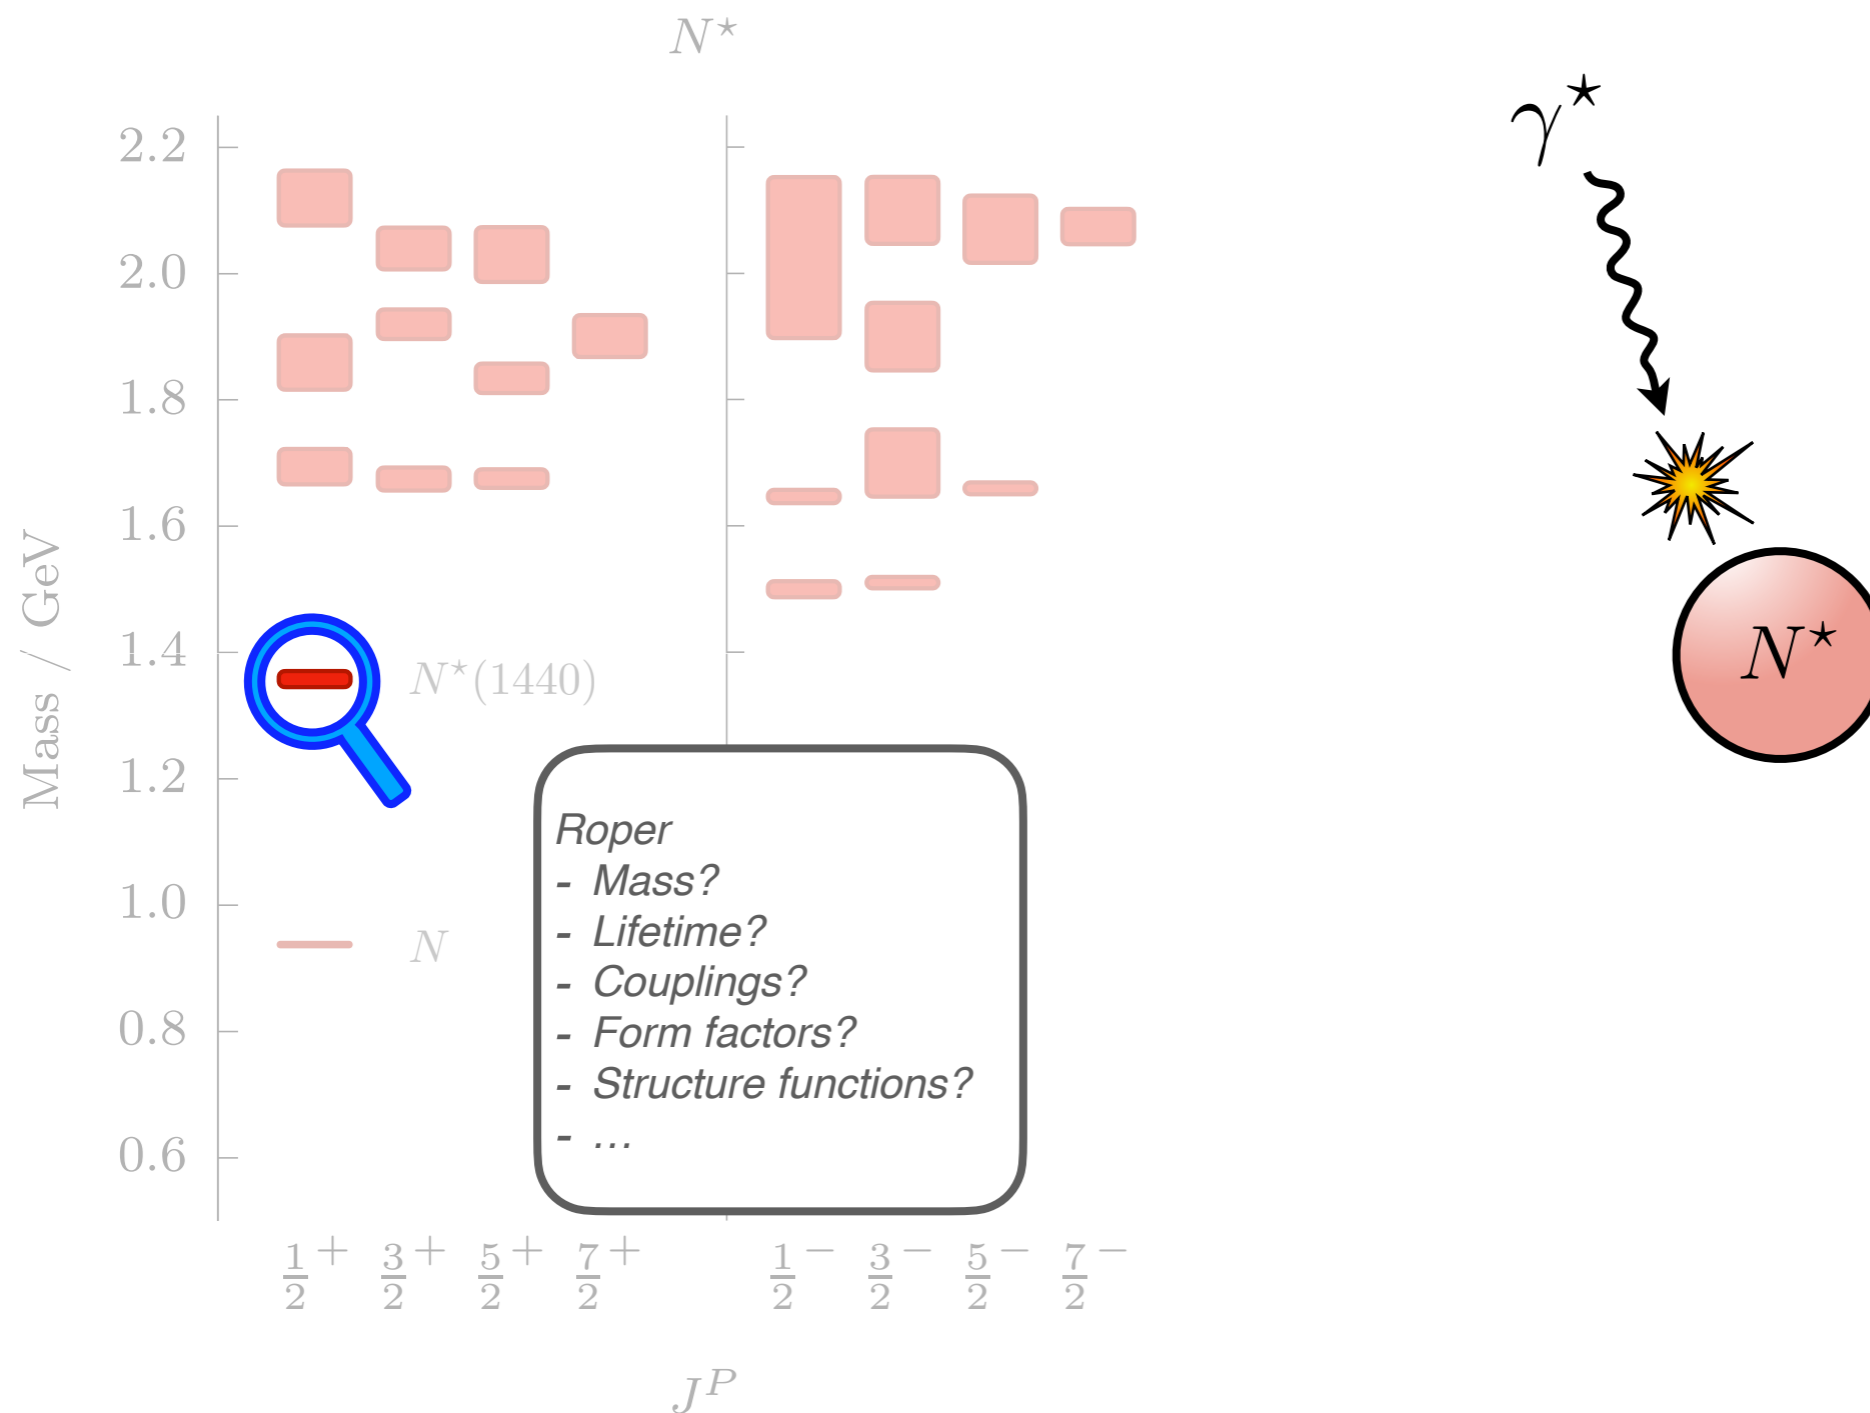 N⋆
γ⋆
2.2
2.0
1.8
1.6
1.4
1.2
1.0
0.8
0.6
Mass / GeV
N⋆(1440)
N
N⋆
Roper
- Mass?
- Lifetime?
- Couplings?
- Form factors?
- Structure functions?
- ...
1/2+ 3/2+ 5/2+ 7/2+ 1/2− 3/2− 5/2− 7/2−
J^P